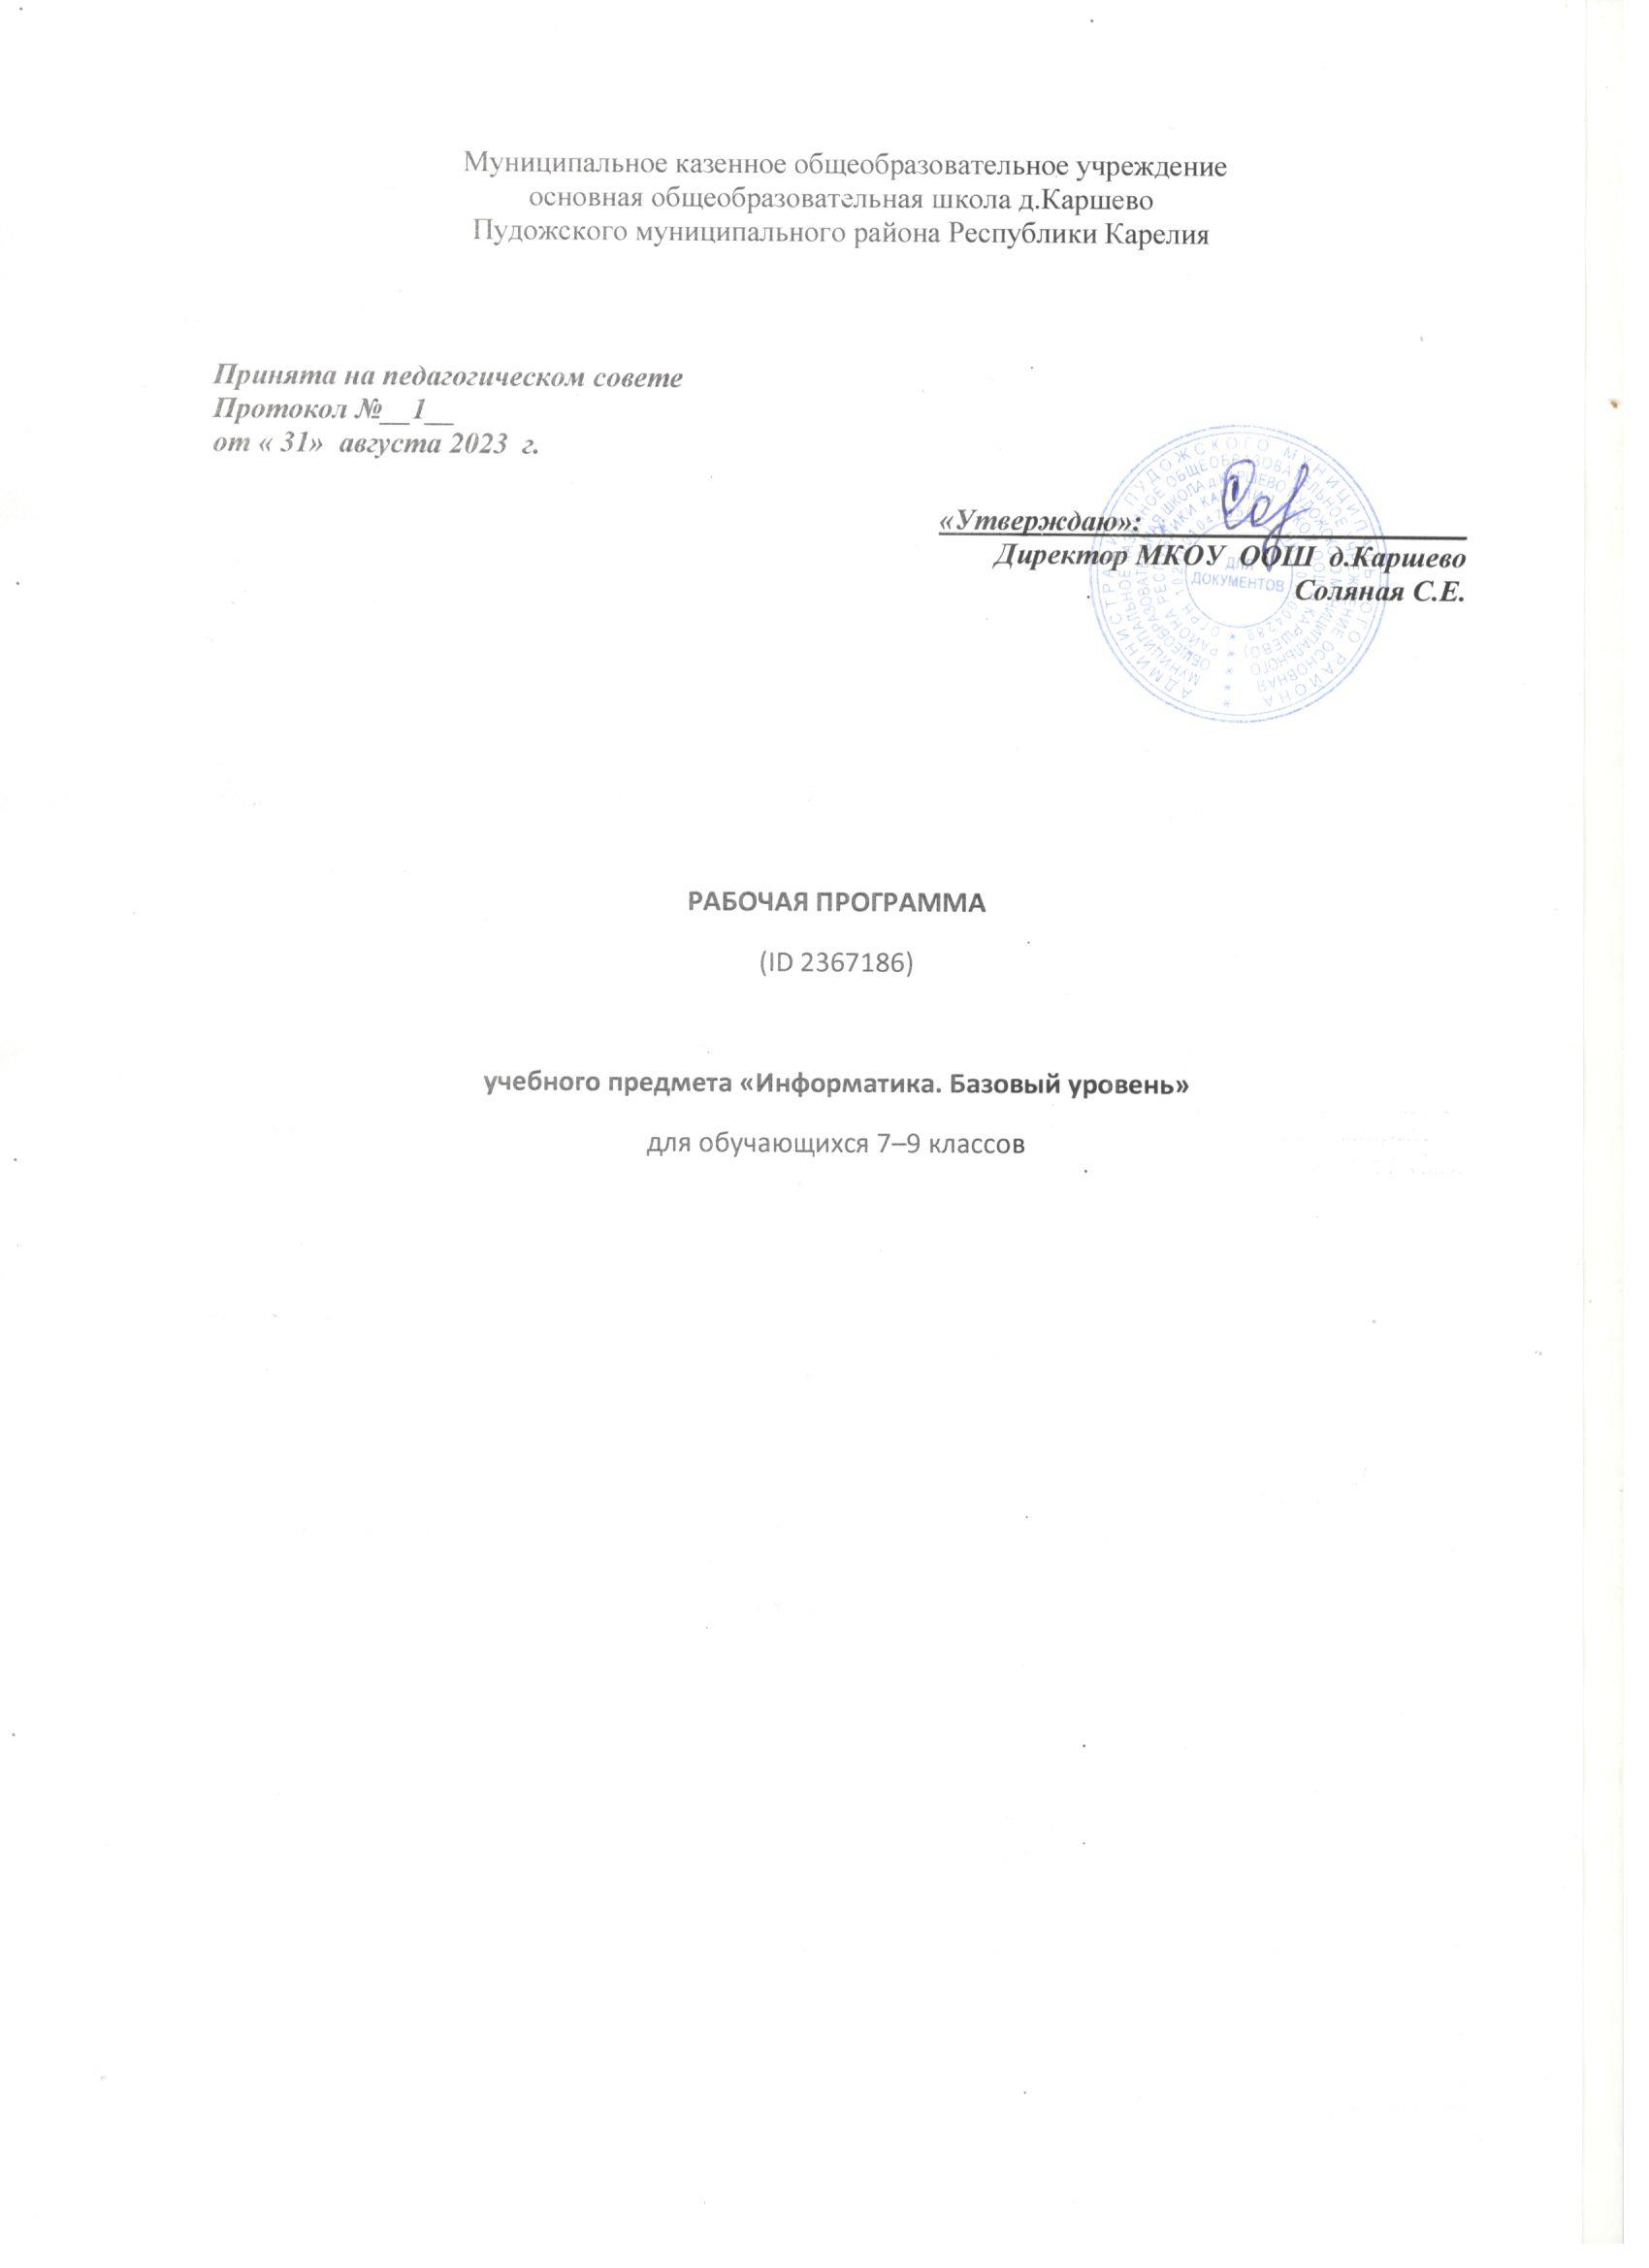 Муниципальное казенное общеобразовательное учреждение
основная общеобразовательная школа д.Каршево
Пудожского муниципального района Республики Карелия
Принята на педагогическом совете
Протокол №__1__
от « 31» августа 2023 г.
«Утверждаю»:
Директор МКОУ ООШ д.Каршево
Соляная С.Е.
ДЛЯ
ДОКУМЕНТОВ
РАБОЧАЯ ПРОГРАММА
(ID 2367186)
учебного предмета «Информатика. Базовый уровень»
для обучающихся 7–9 классов